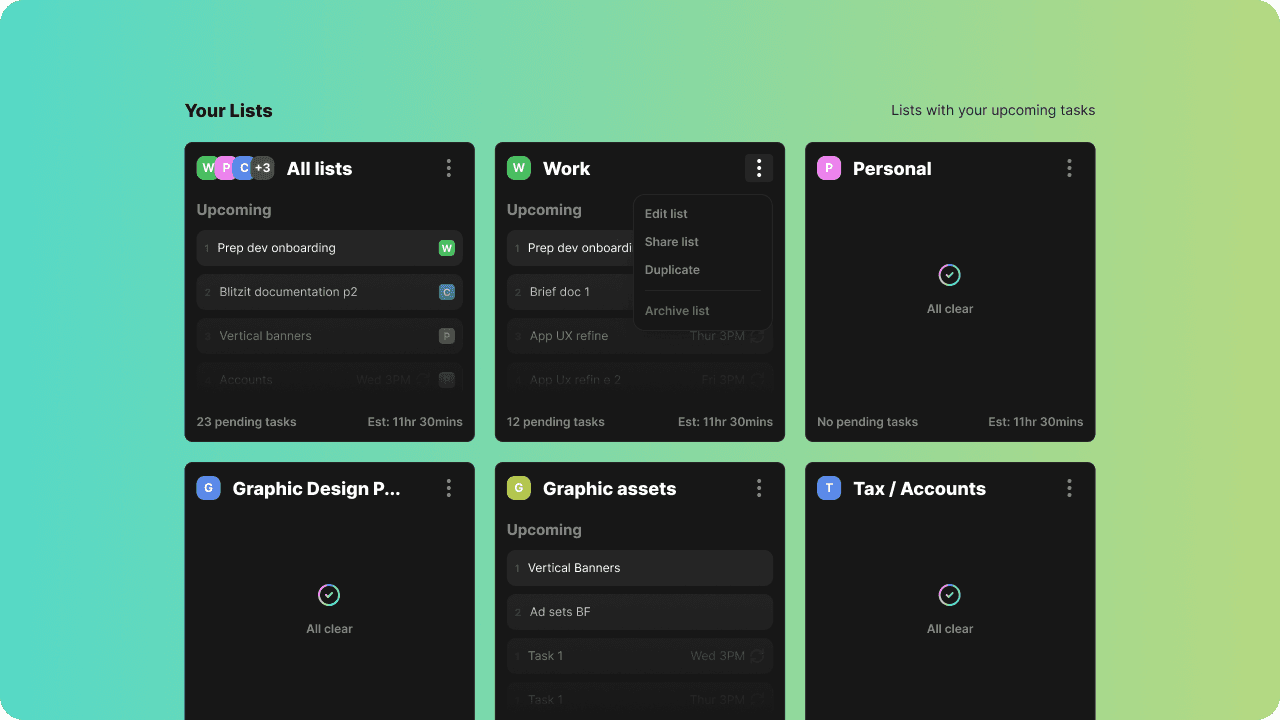 Your Lists
Lists with your upcoming tasks
W P C +3 All lists
Upcoming
1 Prep dev onboarding W
2 Blitzit documentation p2 C
3 Vertical banners P
Accounts Wed 3PM P
23 pending tasks Est: 11hr 30mins
W Work
Edit list
Share list
Duplicate
Archive list
Upcoming
1 Prep dev onboardi
2 Brief doc 1
App UX refine Thur 3PM
App Ux refin e 2 Fri 3PM
12 pending tasks Est: 11hr 30mins
P Personal
All clear
No pending tasks Est: 11hr 30mins
G Graphic Design P...
All clear
G Graphic assets
Upcoming
1 Vertical Banners
2 Ad sets BF
1 Task 1 Wed 3PM
1 Task 1 Thur 3PM
T Tax / Accounts
All clear